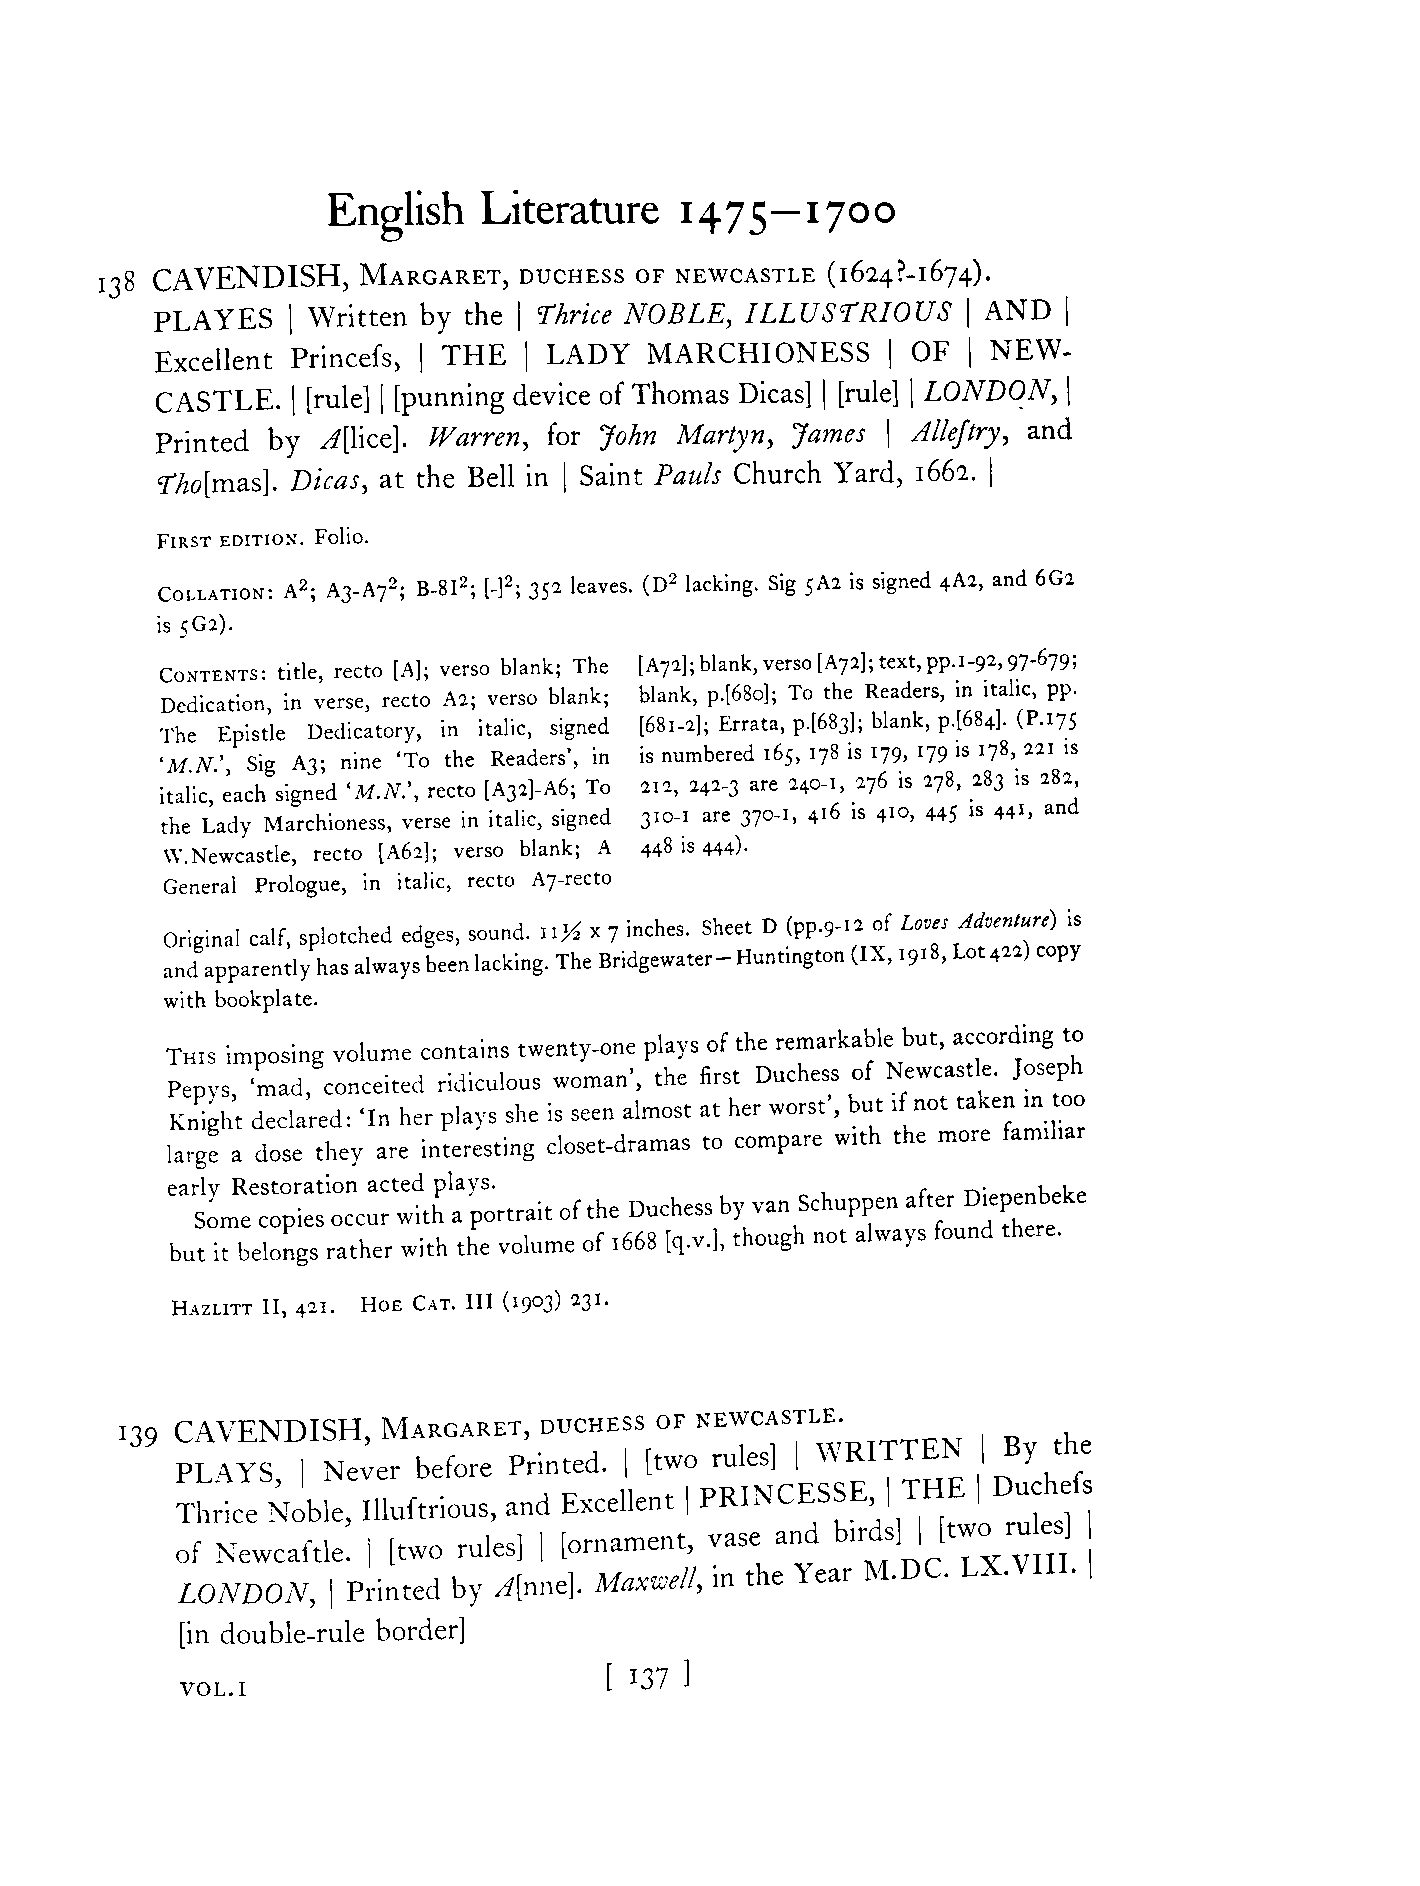 English Literature 1475–1700
138 CAVENDISH, MARGARET, DUCHESS OF NEWCASTLE (1624?-1674).
PLAYES | Written by the | Thrice NOBLE, ILLUSTRIOUS | AND |
Excellent Princeſs, | THE | LADY MARCHIONESS | OF | NEW-
CASTLE. | [rule] | [punning device of Thomas Dicas] | [rule] | LONDON, |
Printed by A[lice]. Warren, for John Martyn, James | Alleſtry, and
Tho[mas]. Dicas, at the Bell in | Saint Pauls Church Yard, 1662. |
FIRST EDITION. Folio.
COLLATION: A²; A3-A7²; B-8I²; [-]²; 352 leaves. (D² lacking. Sig 5A2 is signed 4A2, and 6G2
is 5G2).
CONTENTS: title, recto [A]; verso blank; The
Dedication, in verse, recto A2; verso blank;
The Epistle Dedicatory, in italic, signed
‘M.N.’, Sig A3; nine ‘To the Readers’, in
italic, each signed ‘M.N.’, recto [A32]-A6; To
the Lady Marchioness, verse in italic, signed
W.Newcastle, recto [A62]; verso blank; A
General Prologue, in italic, recto A7-recto
[A72]; blank, verso [A72]; text, pp.1-92, 97-679;
blank, p.[680]; To the Readers, in italic, pp.
[681-2]; Errata, p.[683]; blank, p.[684]. (P.175
is numbered 165, 178 is 179, 179 is 178, 221 is
212, 242-3 are 240-1, 276 is 278, 283 is 282,
310-1 are 370-1, 416 is 410, 445 is 441, and
448 is 444).
Original calf, splotched edges, sound. 11½ x 7 inches. Sheet D (pp.9-12 of Loves Adventure) is
and apparently has always been lacking. The Bridgewater—Huntington (IX, 1918, Lot 422) copy
with bookplate.
THIS imposing volume contains twenty-one plays of the remarkable but, according to
Pepys, ‘mad, conceited ridiculous woman’, the first Duchess of Newcastle. Joseph
Knight declared: ‘In her plays she is seen almost at her worst’, but if not taken in too
large a dose they are interesting closet-dramas to compare with the more familiar
early Restoration acted plays.
Some copies occur with a portrait of the Duchess by van Schuppen after Diepenbeke
but it belongs rather with the volume of 1668 [q.v.], though not always found there.
HAZLITT II, 421. HOE CAT. III (1903) 231.
139 CAVENDISH, MARGARET, DUCHESS OF NEWCASTLE.
PLAYS, | Never before Printed. | [two rules] | WRITTEN | By the
Thrice Noble, Illuſtrious, and Excellent | PRINCESSE, | THE | Ducheſs
of Newcaſtle. | [two rules] | [ornament, vase and birds] | [two rules] |
LONDON, | Printed by A[nne]. Maxwell, in the Year M.DC. LX.VIII. |
[in double-rule border]
VOL.I
[ 137 ]